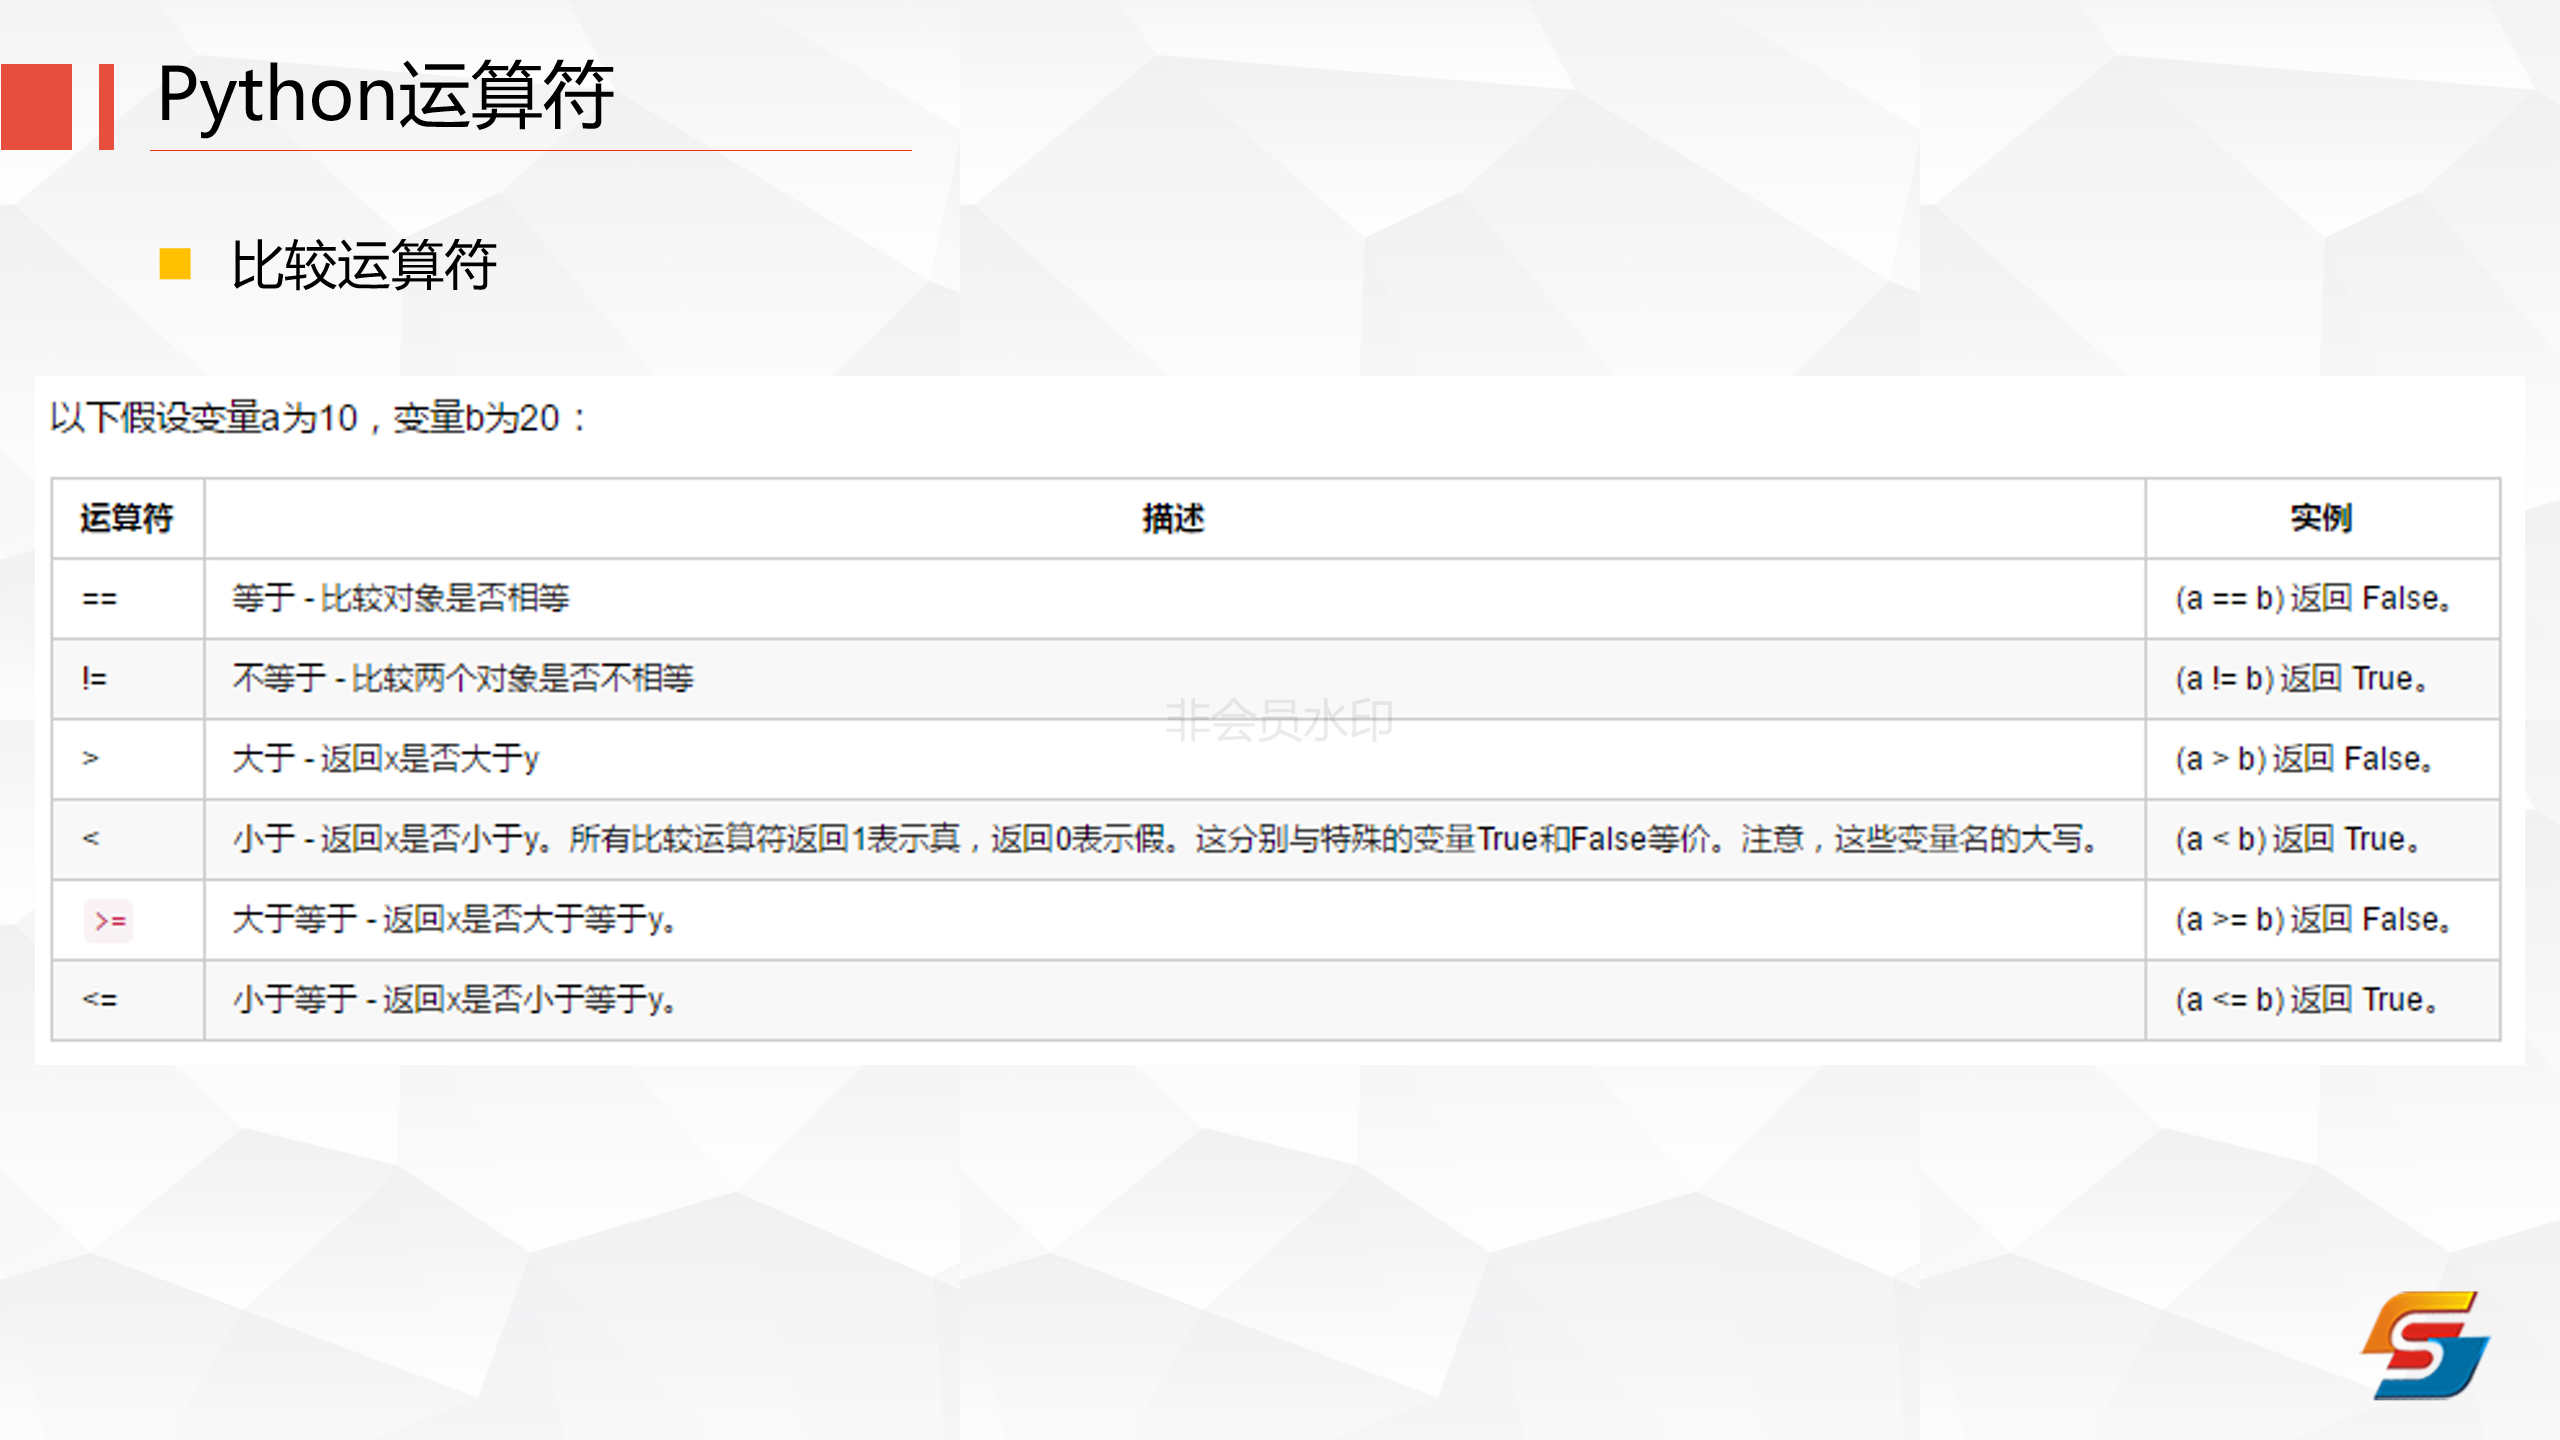 Python运算符
比较运算符
以下假设变量a为10，变量b为20：
运算符 描述 实例
== 等于 - 比较对象是否相等 (a == b) 返回 False。
!= 不等于 - 比较两个对象是否不相等 (a != b) 返回 True。
非会员水印
> 大于 - 返回x是否大于y (a > b) 返回 False。
< 小于 - 返回x是否小于y。所有比较运算符返回1表示真，返回0表示假。这分别与特殊的变量True和False等价。注意，这些变量名的大写。 (a < b) 返回 True。
>= 大于等于 - 返回x是否大于等于y。 (a >= b) 返回 False。
<= 小于等于 - 返回x是否小于等于y。 (a <= b) 返回 True。